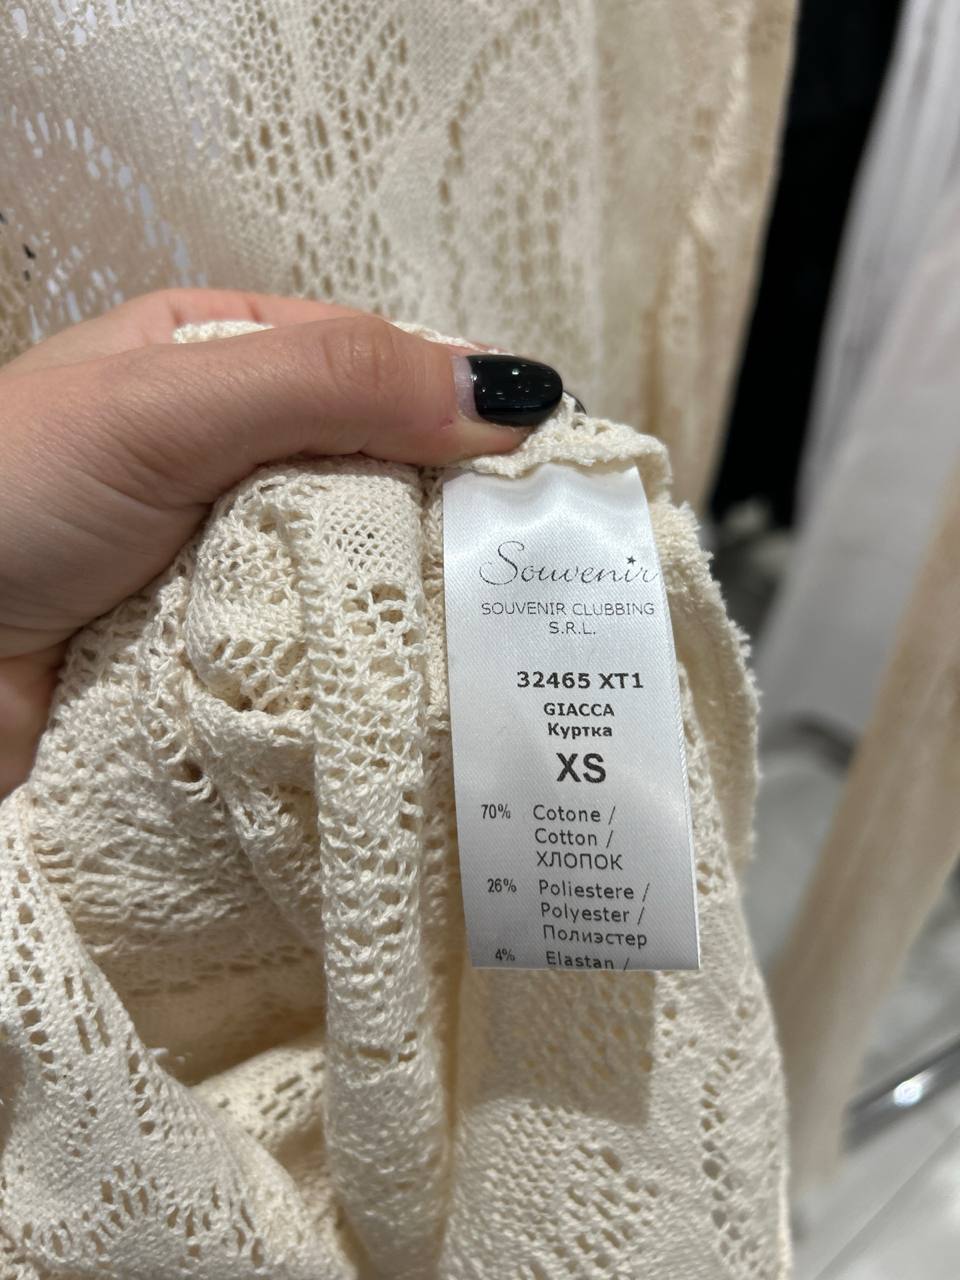 Souvenir
SOUVENIR CLUBBING
S.R.L.
32465 XT1
GIACCA
Куртка
XS
70% Cotone /
Cotton /
ХЛОПОК
26% Poliestere /
Polyester /
Полиэстер
4% Elastan /